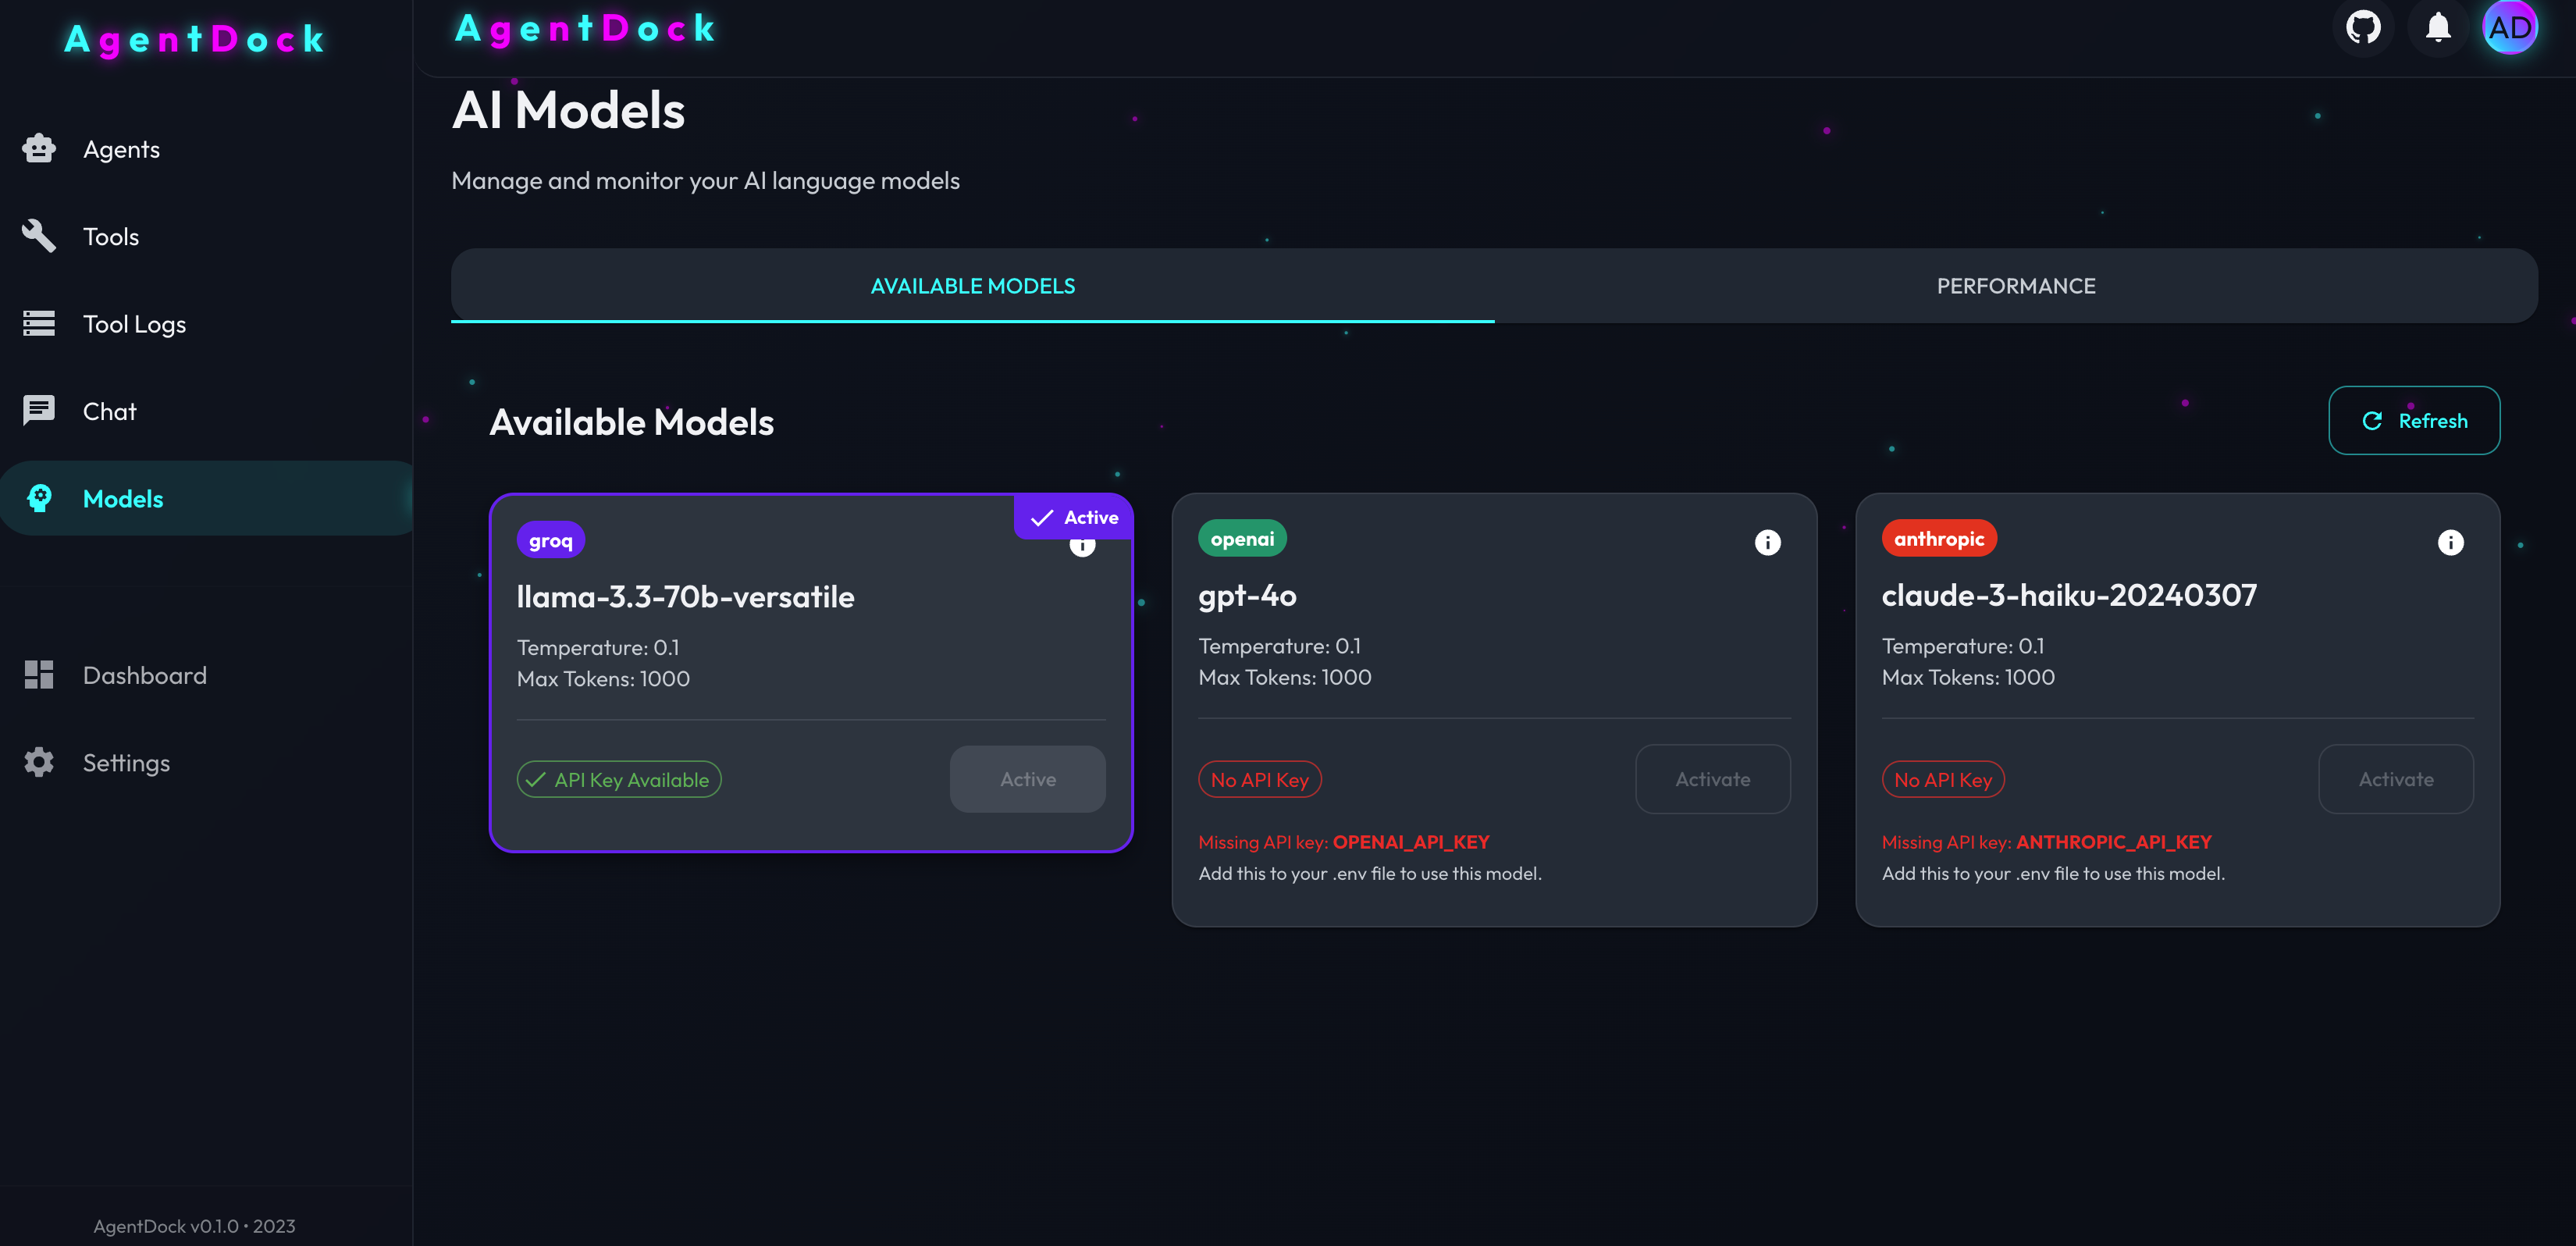 AgentDock
Agents
Tools
Tool Logs
Chat
Models
Dashboard
Settings
AgentDock v0.1.0 • 2023
AgentDock
AD
AI Models
Manage and monitor your AI language models
AVAILABLE MODELS
PERFORMANCE
Available Models
Refresh
Active
groq
llama-3.3-70b-versatile
Temperature: 0.1
Max Tokens: 1000
API Key Available
Active
openai
gpt-4o
Temperature: 0.1
Max Tokens: 1000
No API Key
Activate
Missing API key: OPENAI_API_KEY
Add this to your .env file to use this model.
anthropic
claude-3-haiku-20240307
Temperature: 0.1
Max Tokens: 1000
No API Key
Activate
Missing API key: ANTHROPIC_API_KEY
Add this to your .env file to use this model.